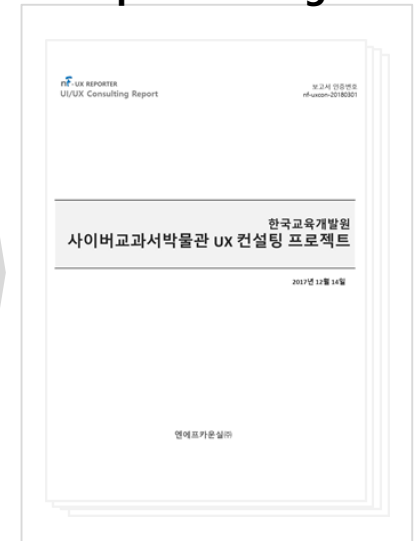 nf-UX REPORTER
UI/UX Consulting Report
보고서 인증번호
nf-uxcon-20180301
한국교육개발원
사이버교과서박물관 UX 컨설팅 프로젝트
2017년 12월 14일
엔에프카운실㈜